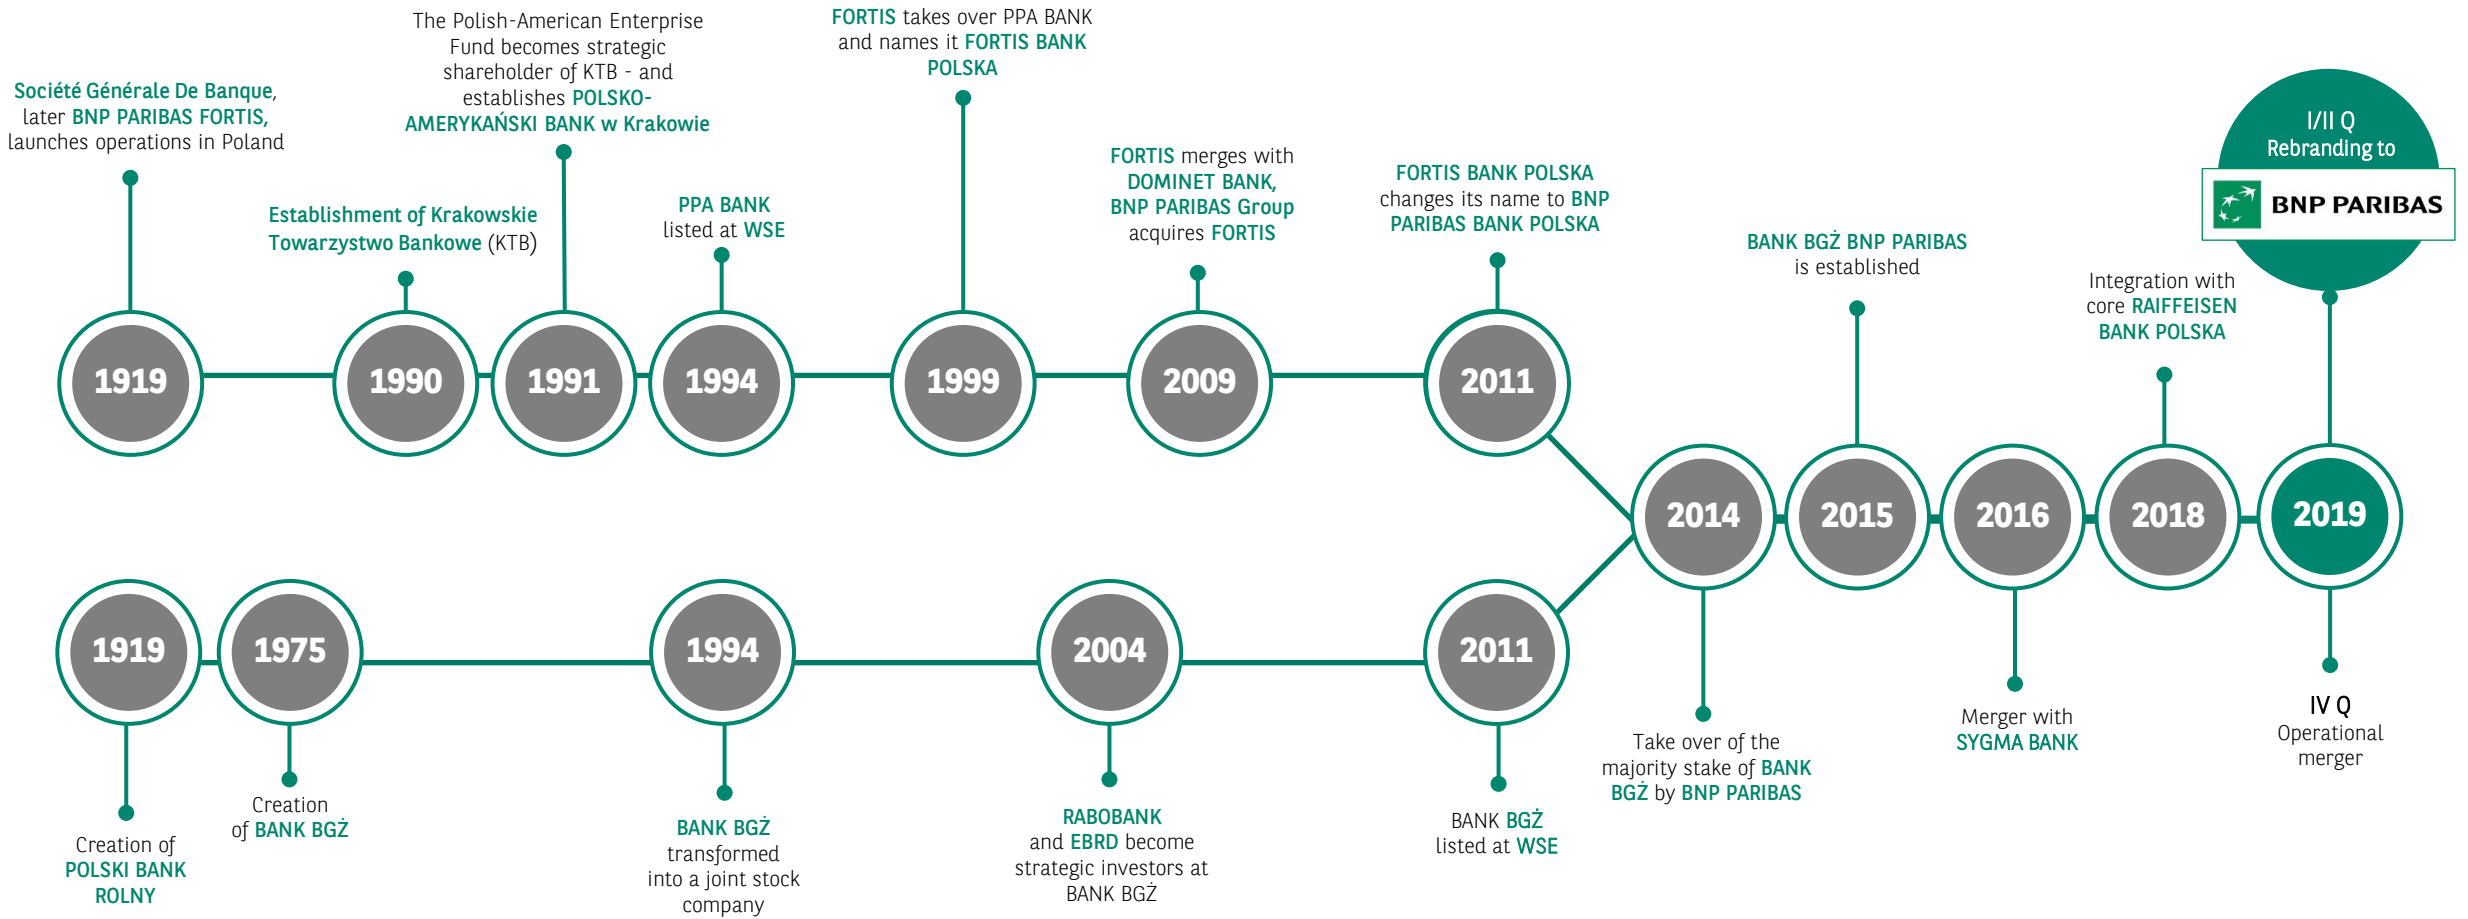 Société Générale De Banque,
later BNP PARIBAS FORTIS,
launches operations in Poland
1919
Establishment of Krakowskie
Towarzystwo Bankowe (KTB)
1990
The Polish-American Enterprise
Fund becomes strategic
shareholder of KTB - and
establishes POLSKO-
AMERYKAŃSKI BANK w Krakowie
1991
PPA BANK
listed at WSE
1994
FORTIS takes over PPA BANK
and names it FORTIS BANK
POLSKA
1999
FORTIS merges with
DOMINET BANK,
BNP PARIBAS Group
acquires FORTIS
2009
FORTIS BANK POLSKA
changes its name to BNP
PARIBAS BANK POLSKA
2011
1919
Creation of
POLSKI BANK
ROLNY
1975
Creation
of BANK BGŻ
1994
BANK BGŻ
transformed
into a joint stock
company
2004
RABOBANK
and EBRD become
strategic investors at
BANK BGŻ
2011
BANK BGŻ
listed at WSE
2014
Take over of the
majority stake of BANK
BGŻ by BNP PARIBAS
BANK BGŻ BNP PARIBAS
is established
2015
2016
Merger with
SYGMA BANK
Integration with
core RAIFFEISEN
BANK POLSKA
2018
I/II Q
Rebranding to
BNP PARIBAS
2019
IV Q
Operational
merger